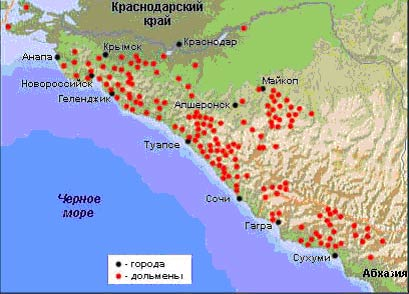 Краснодарский
край
Краснодар
Крымск
Анапа
Новороссийск
Геленджик
Майкоп
Апшеронск
Туапсе
Черное
море
Сочи
Гагра
Сухуми
Абхазия
- города
- дольмены